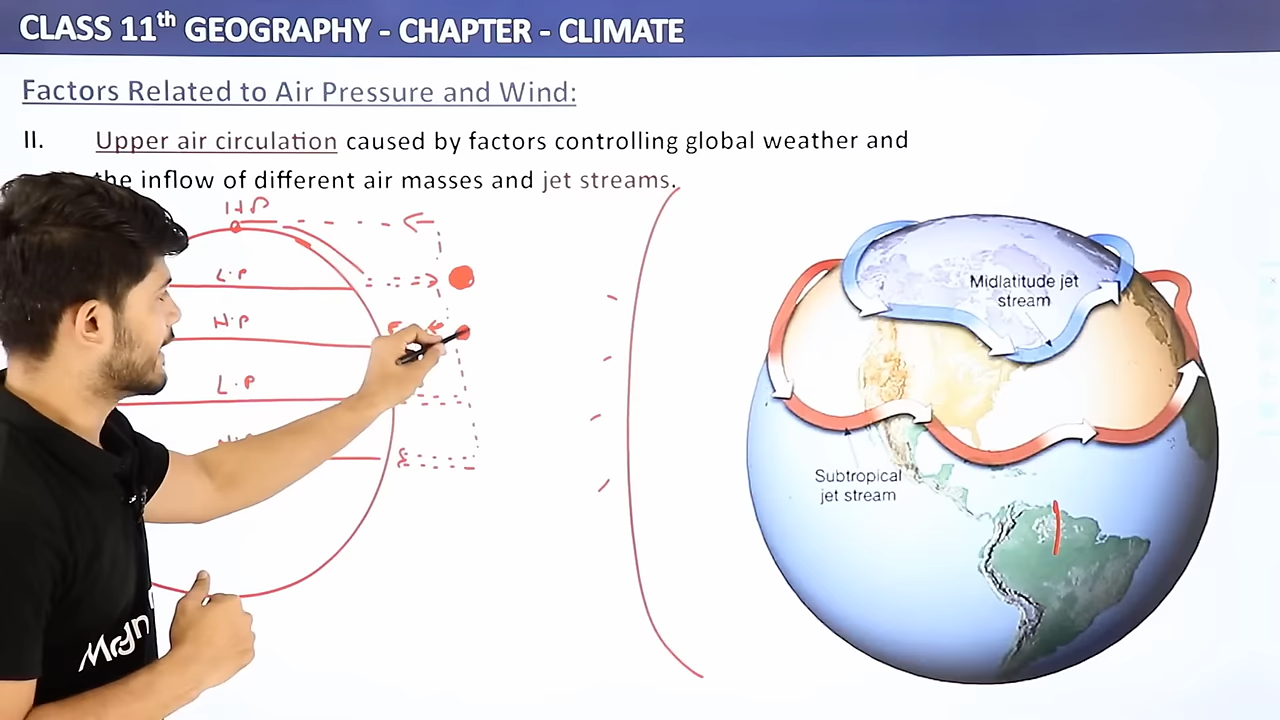 CLASS 11th GEOGRAPHY - CHAPTER - CLIMATE
Factors Related to Air Pressure and Wind:
II. Upper air circulation caused by factors controlling global weather and
the inflow of different air masses and jet streams.
H.P
L.P
H.P
L.P
Midlatitude jet
stream
Subtropical
jet stream